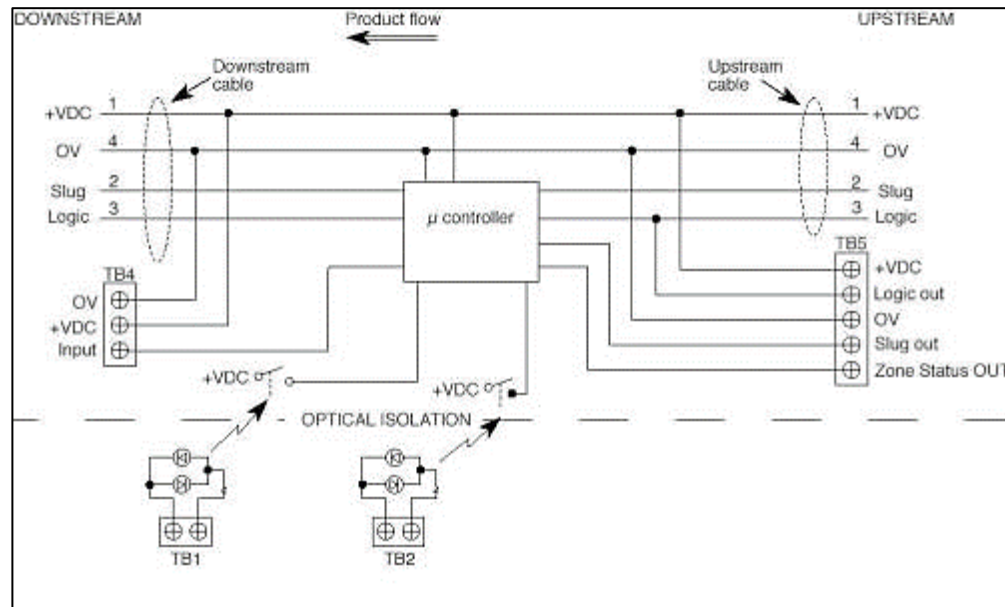 DOWNSTREAM
Product flow
UPSTREAM
Downstream
cable
Upstream
cable
+VDC 1
1 +VDC
OV 4
4 OV
Slug 2
2 Slug
Logic 3
3 Logic
μ controller
TB4
OV
+VDC
Input
TB5
+VDC
Logic out
OV
Slug out
Zone Status OUT
+VDC
+VDC
OPTICAL ISOLATION
TB1
TB2